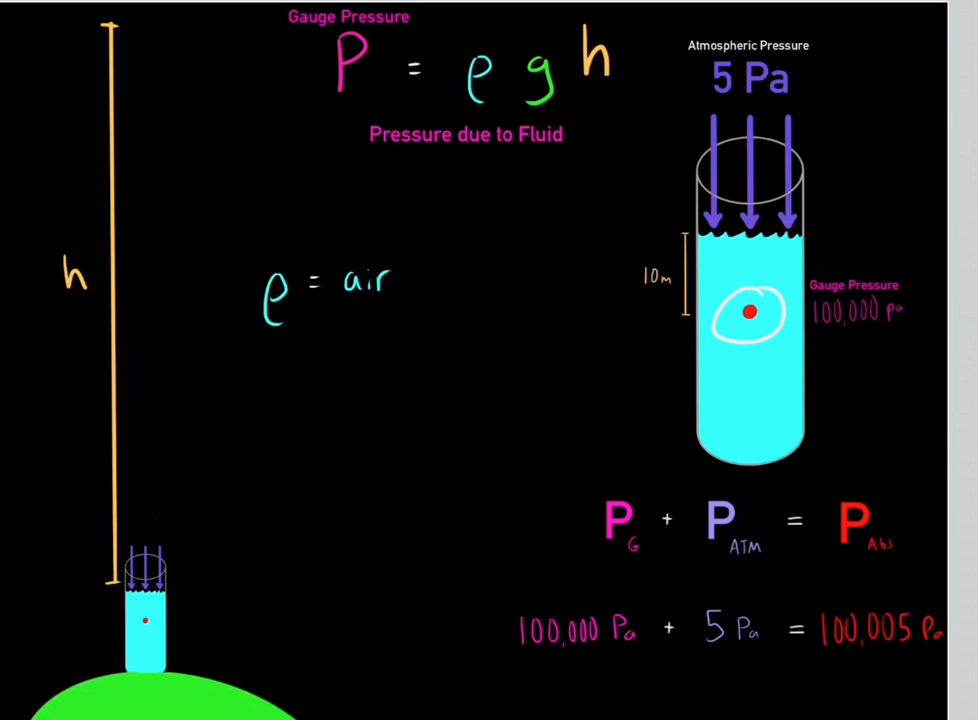 Gauge Pressure
P = ρ g h
Pressure due to Fluid
Atmospheric Pressure
5 Pa
h
ρ = air
10m
Gauge Pressure
100,000 Pa
P_G + P_ATM = P_Abs
100,000 Pa + 5 Pa = 100,005 Pa